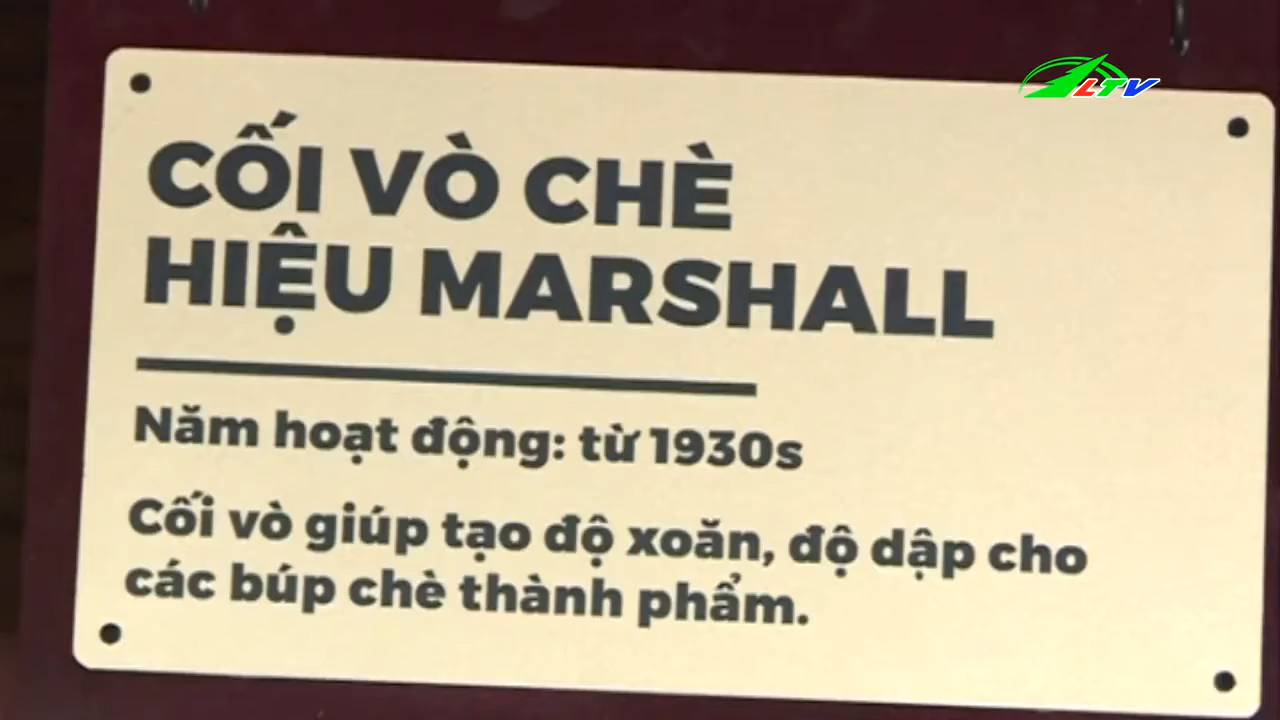 LTV
CỐI VÒ CHÈ
HIỆU MARSHALL
Năm hoạt động: từ 1930s
Cối vò giúp tạo độ xoăn, độ dập cho
các búp chè thành phẩm.